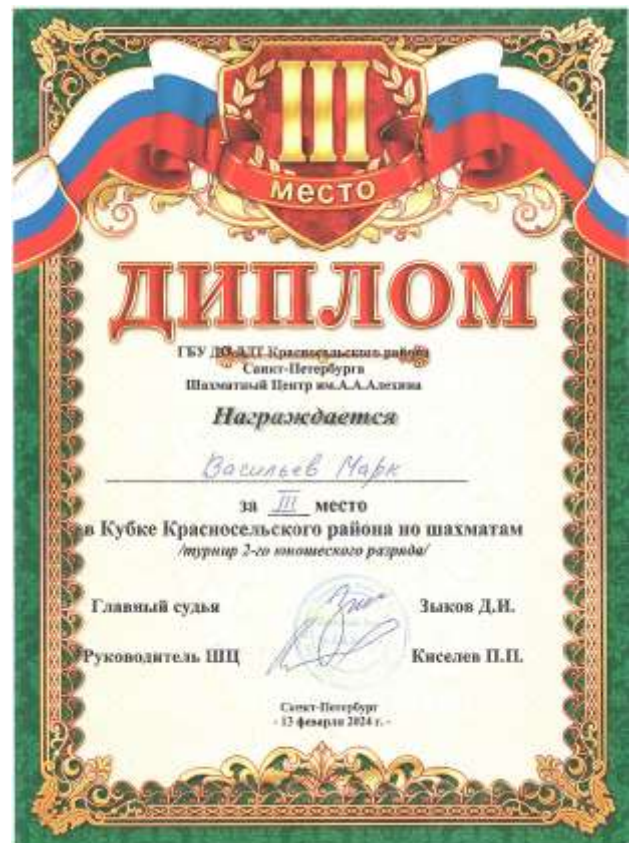 III
место
ДИПЛОМ
ГБУ ДО ДДТ Красносельского района
Санкт-Петербурга
Шахматный Центр им.А.А.Алехина
Награждается
Васильев Марк
за III место
в Кубке Красносельского района по шахматам
/турнир 2-го юношеского разряда/
Главный судья Зыков Д.И.
Руководитель ШЦ Киселев П.П.
Санкт-Петербург
- 13 февраля 2024 г. -